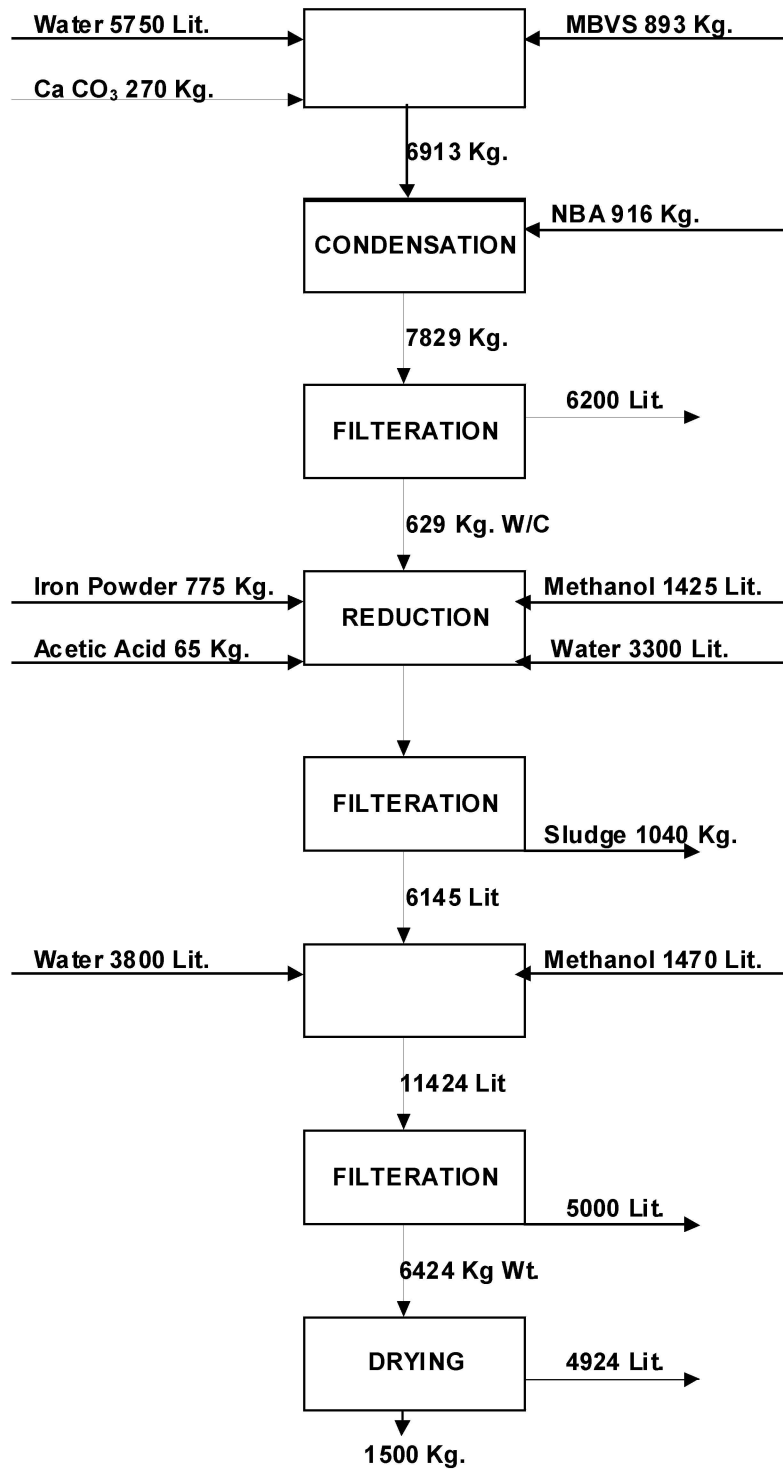 Water 5750 Lit.
MBVS 893 Kg.
Ca CO₃ 270 Kg.
6913 Kg.
NBA 916 Kg.
CONDENSATION
7829 Kg.
6200 Lit.
FILTERATION
629 Kg. W/C
Iron Powder 775 Kg.
Methanol 1425 Lit.
REDUCTION
Acetic Acid 65 Kg.
Water 3300 Lit.
FILTERATION
Sludge 1040 Kg.
6145 Lit
Water 3800 Lit.
Methanol 1470 Lit.
11424 Lit
FILTERATION
5000 Lit.
6424 Kg Wt.
DRYING
4924 Lit.
1500 Kg.